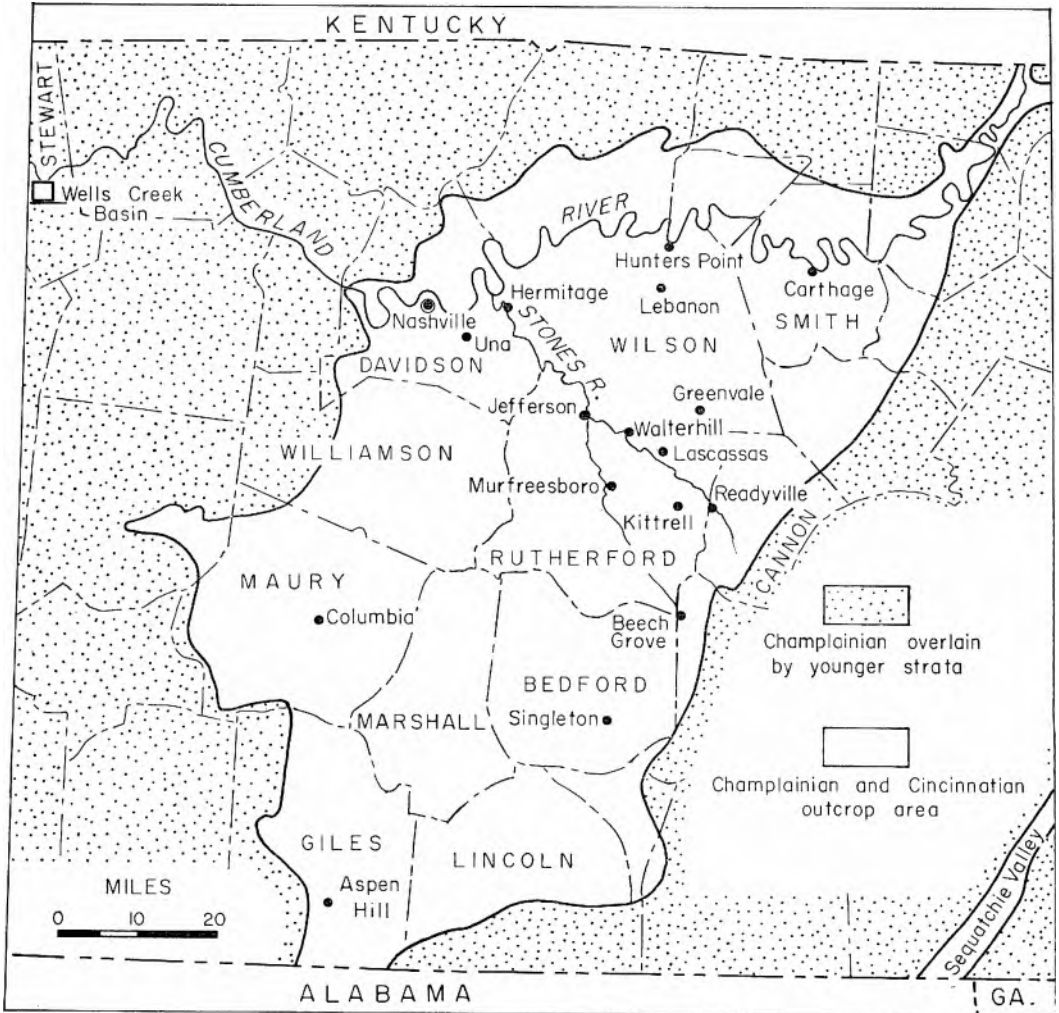 KENTUCKY
STEWART
CUMBERLAND
Wells Creek
Basin
RIVER
Hunters Point
Carthage
Hermitage
Lebanon
SMITH
Nashville
STONES R.
WILSON
Una
DAVIDSON
Greenvale
Jefferson
Walterhill
WILLIAMSON
Lascassas
Murfreesboro
Readyville
Kittrell
CANNON
RUTHERFORD
MAURY
Columbia
Beech
Grove
Champlainian overlain
by younger strata
BEDFORD
MARSHALL
Singleton
Champlainian and Cincinnatian
outcrop area
GILES
LINCOLN
MILES
0 10 20
Aspen
Hill
Sequatchie Valley
ALABAMA
GA.